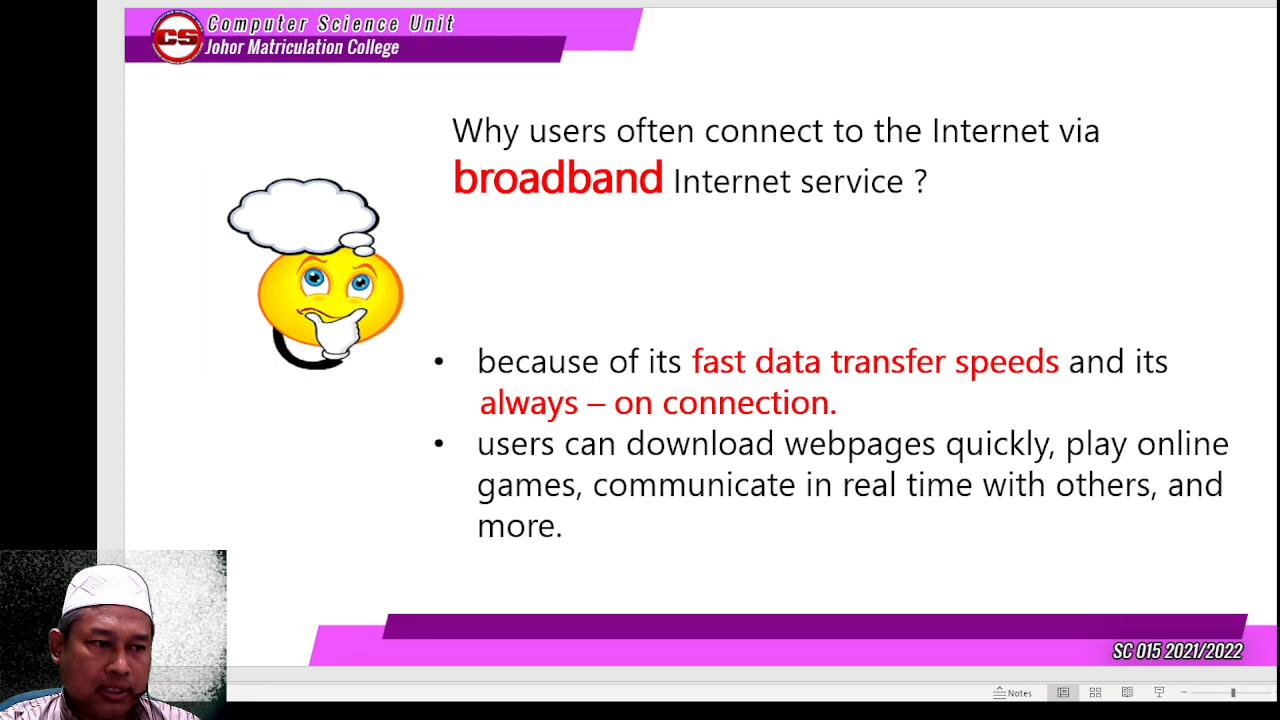 Computer Science Unit
CS
Johor Matriculation College
Why users often connect to the Internet via
broadband Internet service ?
• because of its fast data transfer speeds and its
always – on connection.
• users can download webpages quickly, play online
games, communicate in real time with others, and
more.
SC 015 2021/2022
Notes